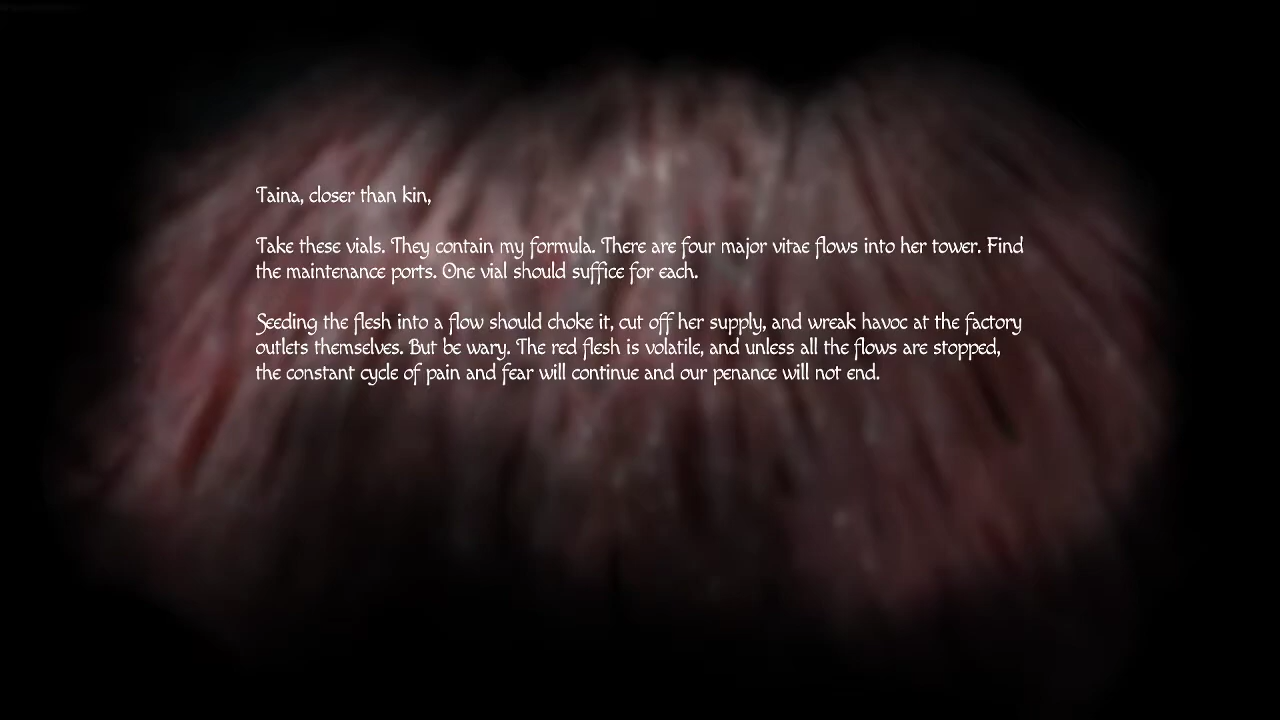 Taina, closer than kin,
Take these vials. They contain my formula. There are four major vitae flows into her tower. Find
the maintenance ports. One vial should suffice for each.
Seeding the flesh into a flow should choke it, cut off her supply, and wreak havoc at the factory
outlets themselves. But be wary. The red flesh is volatile, and unless all the flows are stopped,
the constant cycle of pain and fear will continue and our penance will not end.